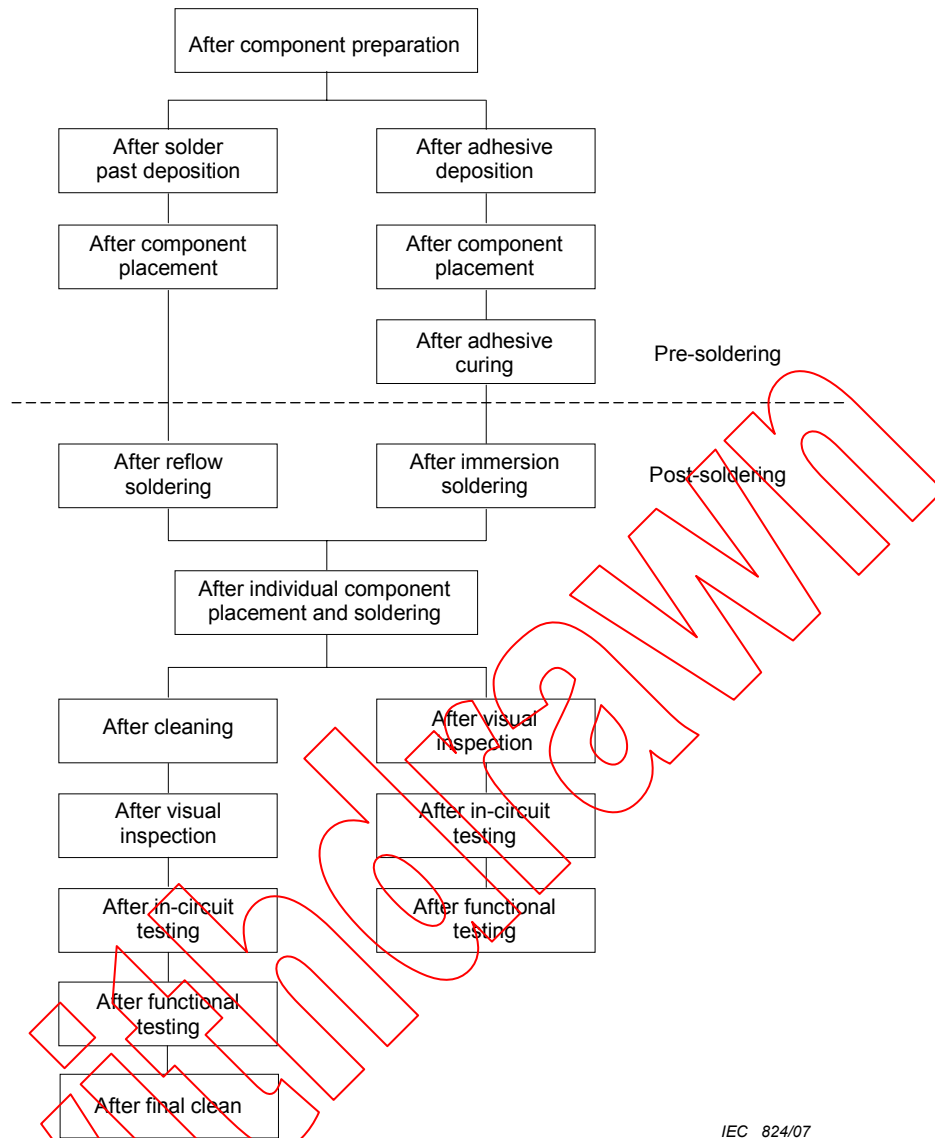 After component preparation
After solder
past deposition
After adhesive
deposition
After component
placement
After component
placement
After adhesive
curing
Pre-soldering
After reflow
soldering
After immersion
soldering
Post-soldering
After individual component
placement and soldering
After cleaning
After visual
inspection
After visual
inspection
After in-circuit
testing
After in-circuit
testing
After functional
testing
After functional
testing
After final clean
IEC 824/07